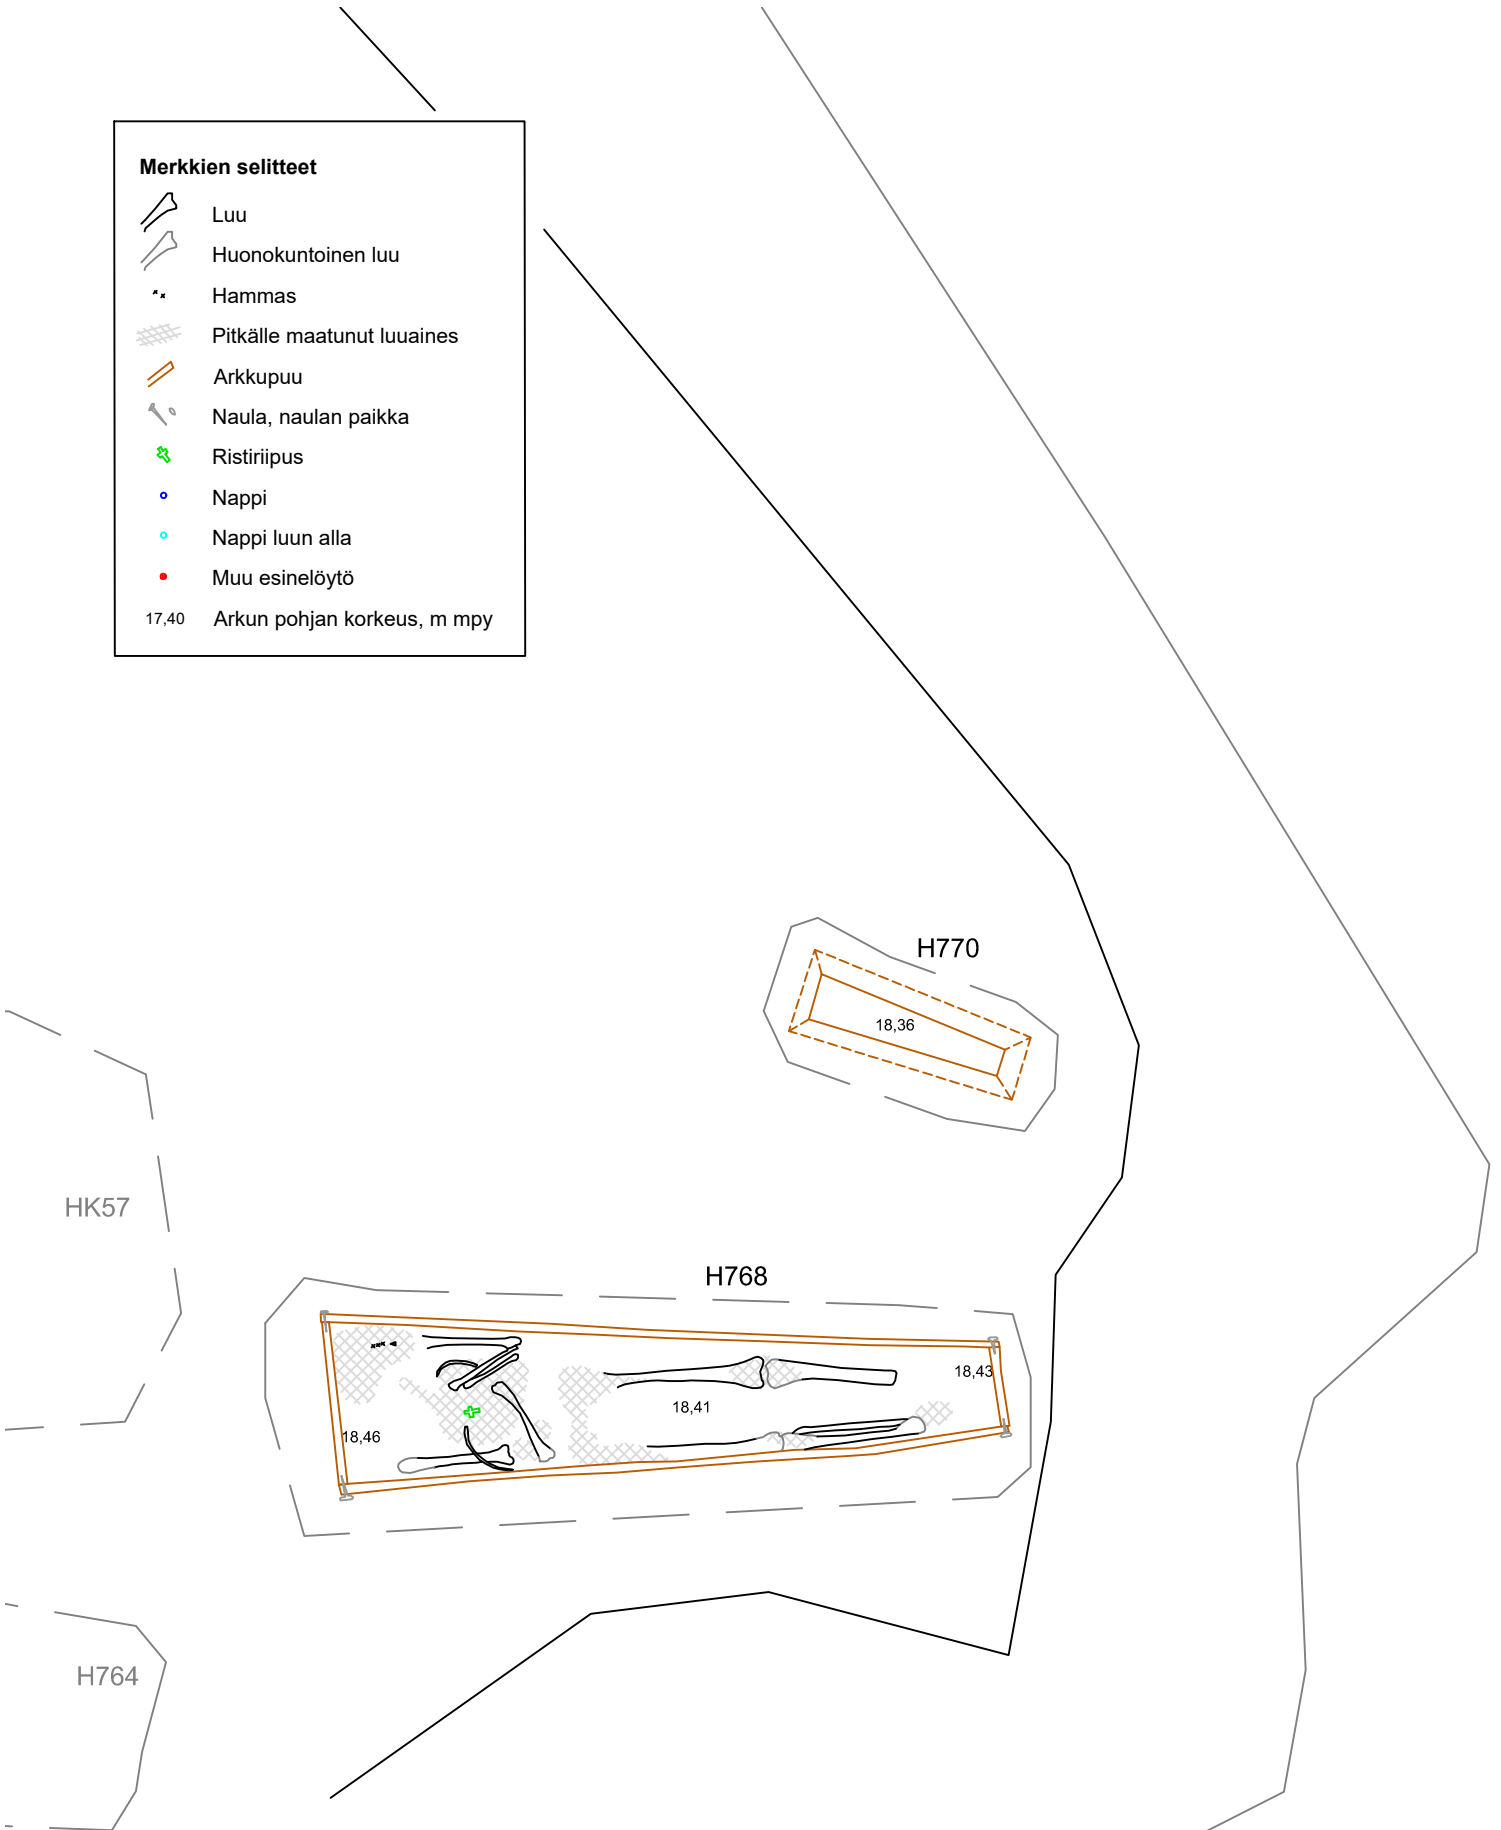 Merkkien selitteet
Luu
Huonokuntoinen luu
Hammas
Pitkälle maatunut luuaines
Arkkupuu
Naula, naulan paikka
Ristiriipus
Nappi
Nappi luun alla
Muu esinelöytö
17,40 Arkun pohjan korkeus, m mpy
H770
18,36
HK57
H768
18,43
18,41
18,46
H764